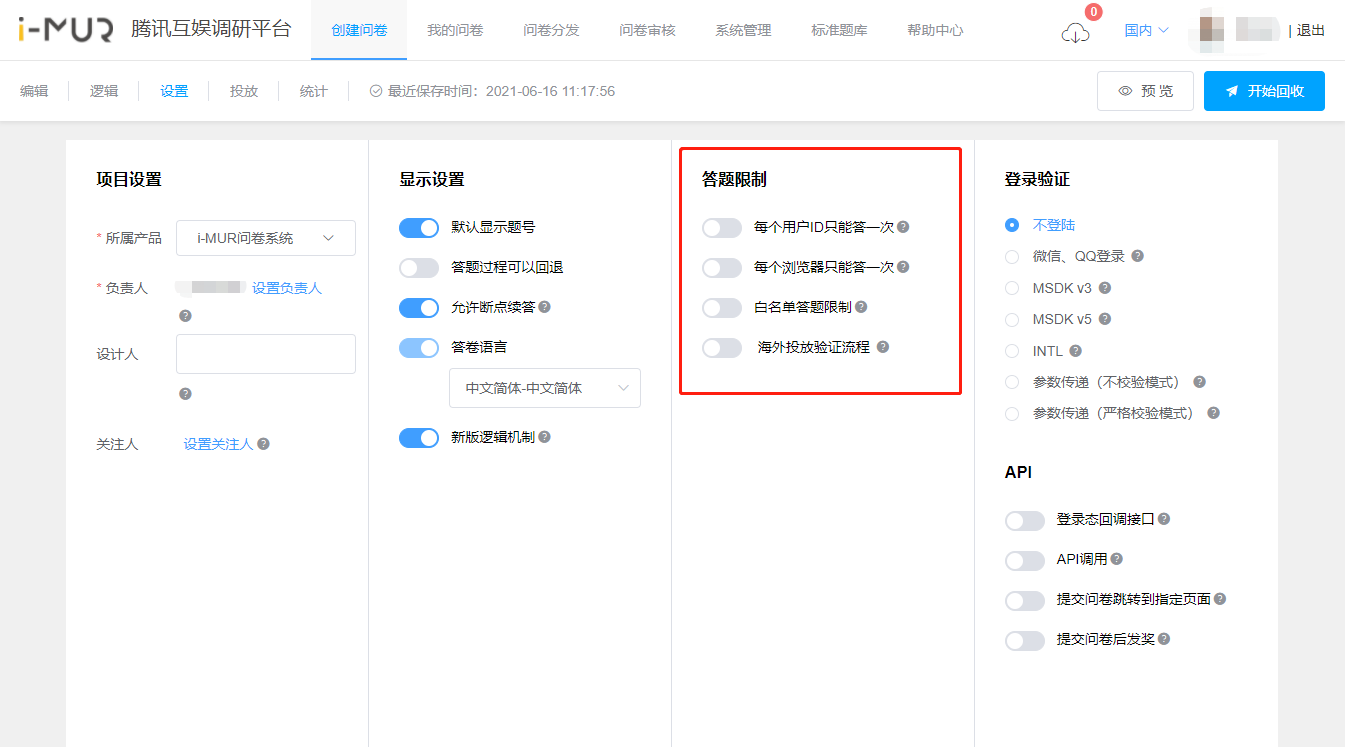 i-MUR 腾讯互娱调研平台 创建问卷 我的问卷 问卷分发 问卷审核 系统管理 标准题库 帮助中心 0 国内 | 退出
编辑 逻辑 设置 投放 统计 最近保存时间：2021-06-16 11:17:56 预 览 开始回收
项目设置
* 所属产品 i-MUR问卷系统
* 负责人 设置负责人
?
设计人
?
关注人 设置关注人 ?
显示设置
默认显示题号
答题过程可以回退
允许断点续答 ?
答卷语言
中文简体-中文简体
新版逻辑机制 ?
答题限制
每个用户ID只能答一次 ?
每个浏览器只能答一次 ?
白名单答题限制 ?
海外投放验证流程 ?
登录验证
不登陆
微信、QQ登录 ?
MSDK v3 ?
MSDK v5 ?
INTL ?
参数传递（不校验模式） ?
参数传递（严格校验模式） ?
API
登录态回调接口 ?
API调用 ?
提交问卷跳转到指定页面 ?
提交问卷后发奖 ?